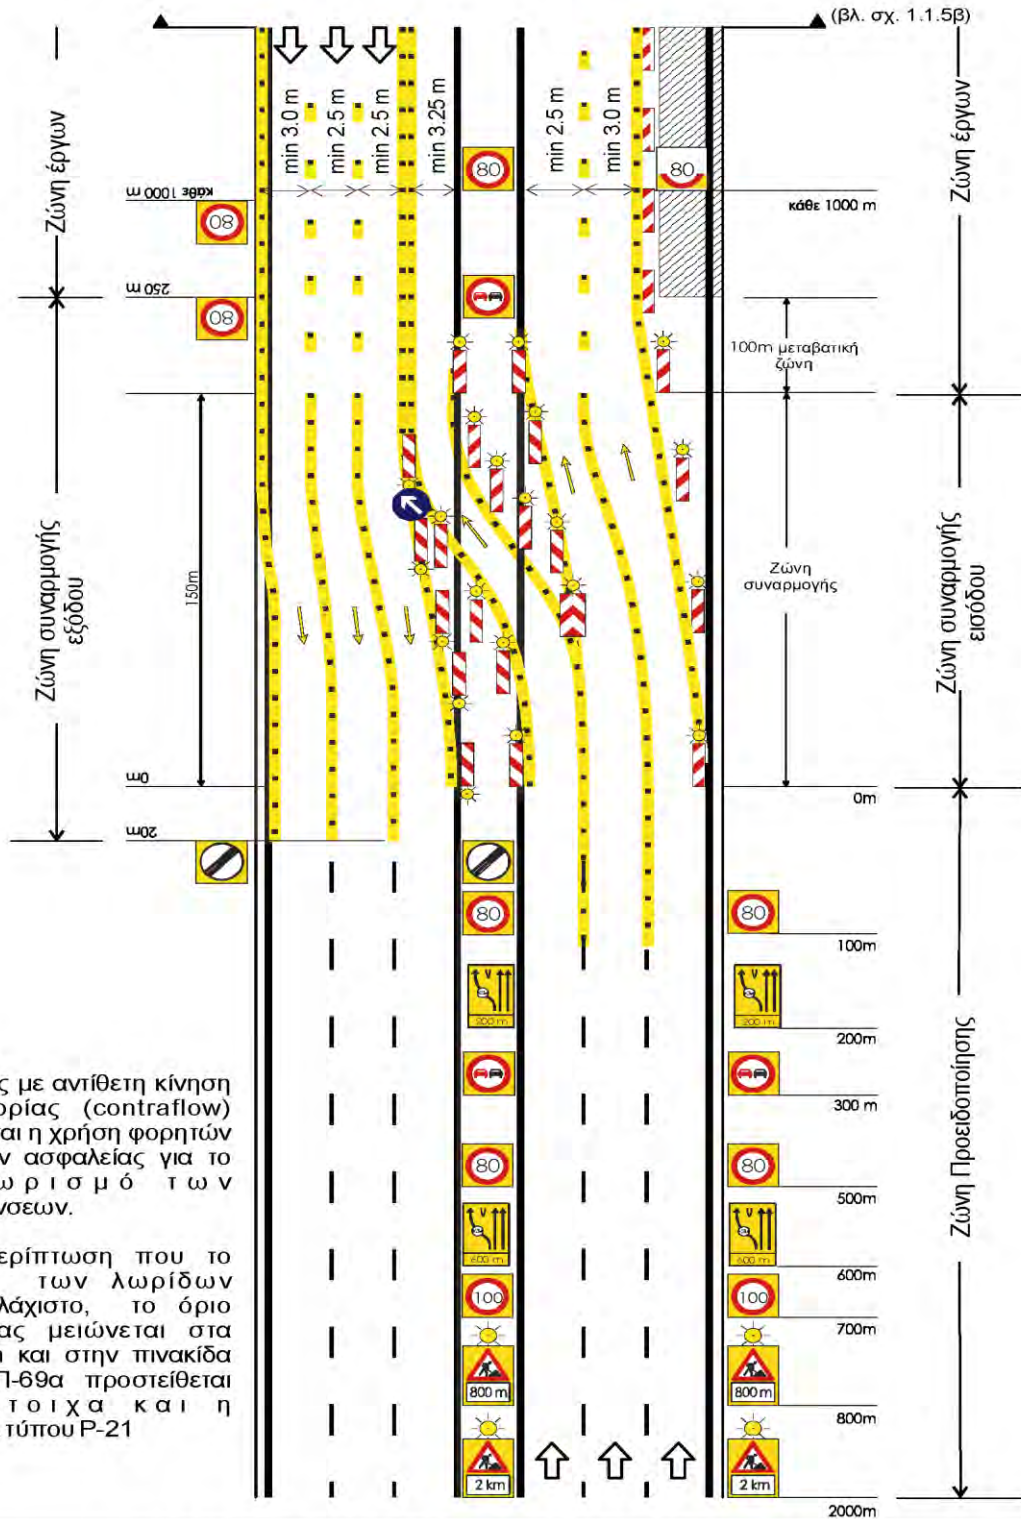 (βλ. σχ. 1.1.5β)
Ζώνη έργων
min 3.0 m
min 2.5 m
min 2.5 m
min 3.25 m
min 2.5 m
min 3.0 m
Ζώνη έργων
80
80
κάθε 1000 m
κάθε 1000 m
80
250 m
80
100m μεταβατική
ζώνη
Ζώνη συναρμογής
εξόδου
150m
Ζώνη
συναρμογής
Ζώνη συναρμογής
εισόδου
0m
0m
20m
80
80
100m
200 m
200 m
200m
300 m
80
80
500m
600 m
600 m
600m
100
100
700m
800 m
800 m
800m
2 km
2 km
2000m
Ζώνη Προειδοποίησης
ς με αντίθετη κίνηση
ορίας (contraflow)
αι η χρήση φορητών
ν ασφαλείας για το
ωρισμό των
νσεων.
ερίπτωση που το
των λωρίδων
λάχιστο, το όριο
ας μειώνεται στα
η και στην πινακίδα
Π-69α προστείθεται
τοιχα και η
τύπου Ρ-21